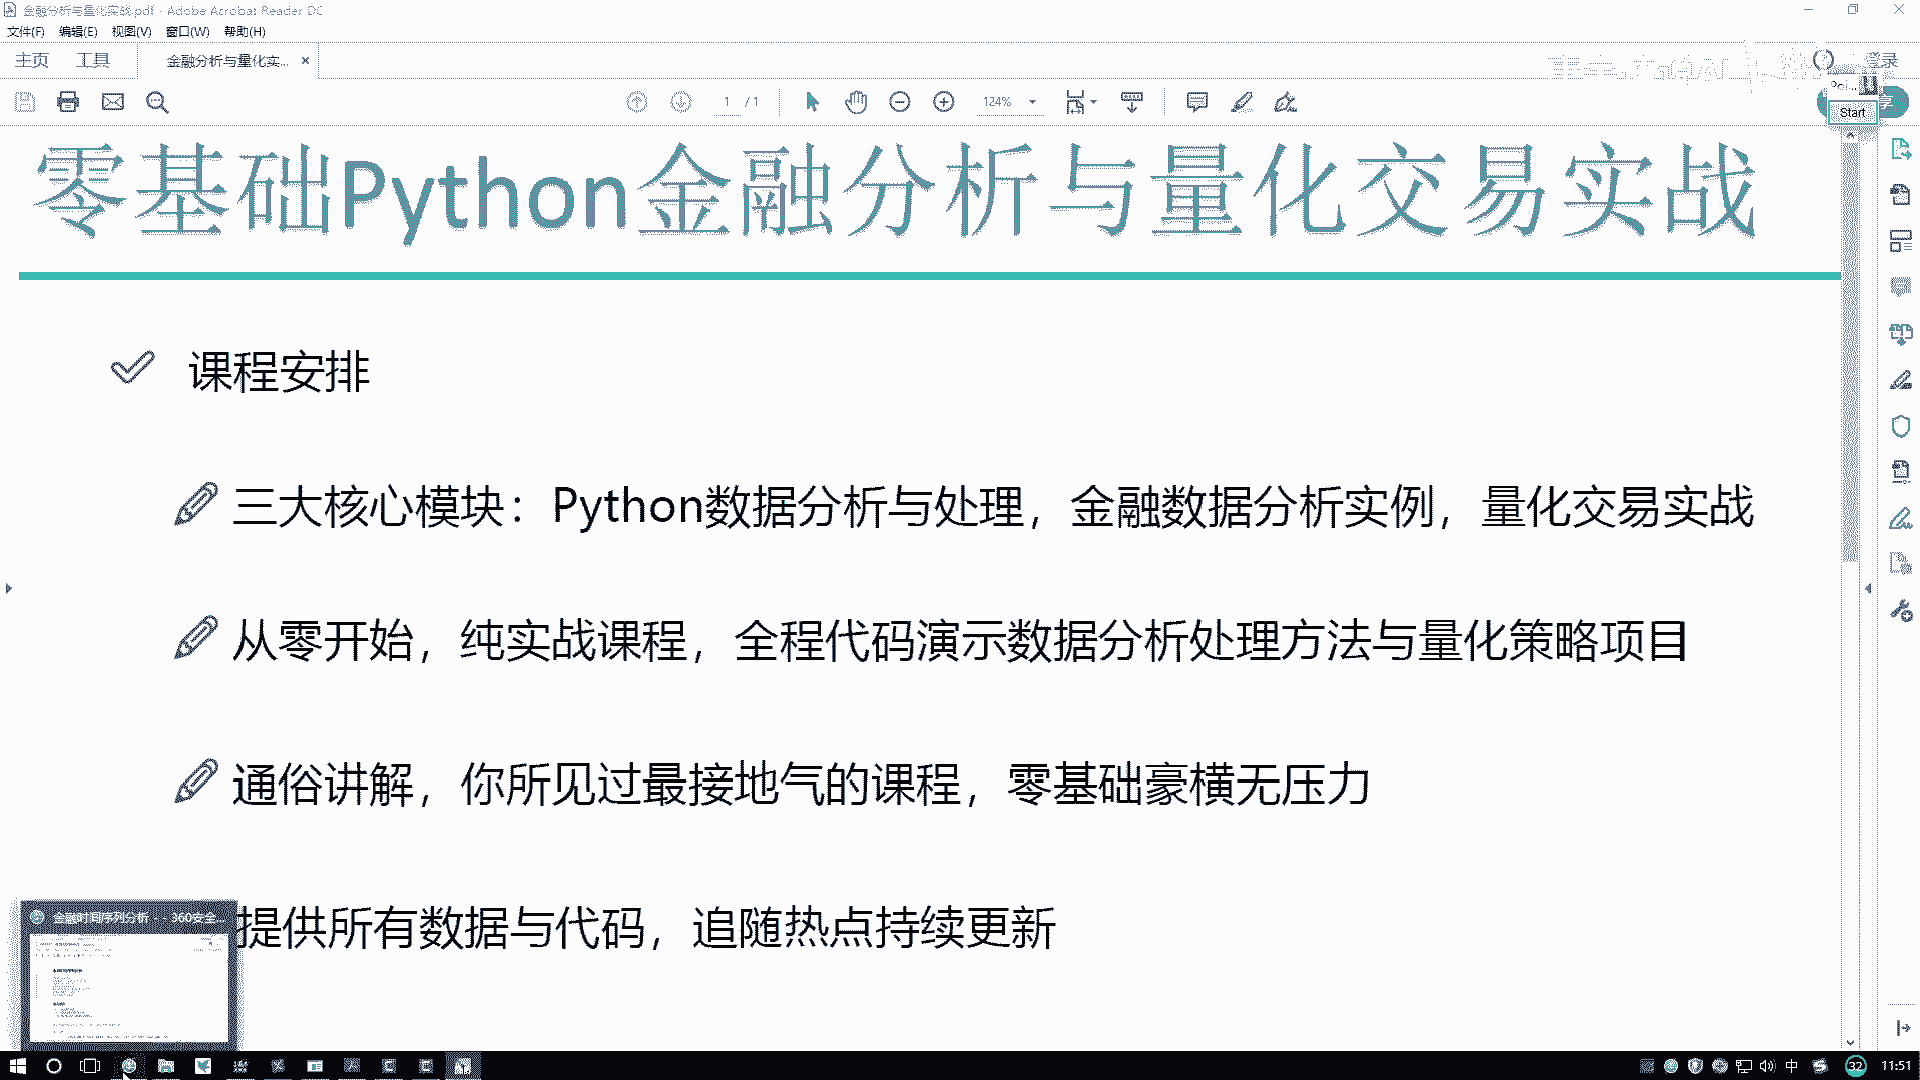 金融分析与量化实战.pdf - Adobe Acrobat Reader DC
文件(F) 编辑(E) 视图(V) 窗口(W) 帮助(H)
主页 工具 金融分析与量化实... × 登录
1 / 1 124%
Start
零基础Python金融分析与量化交易实战
课程安排
三大核心模块：Python数据分析与处理，金融数据分析实例，量化交易实战
从零开始，纯实战课程，全程代码演示数据分析处理方法与量化策略项目
通俗讲解，你所见过最接地气的课程，零基础豪横无压力
提供所有数据与代码，追随热点持续更新
金融时间序列分析 - - 360安全...
中 32 11:51